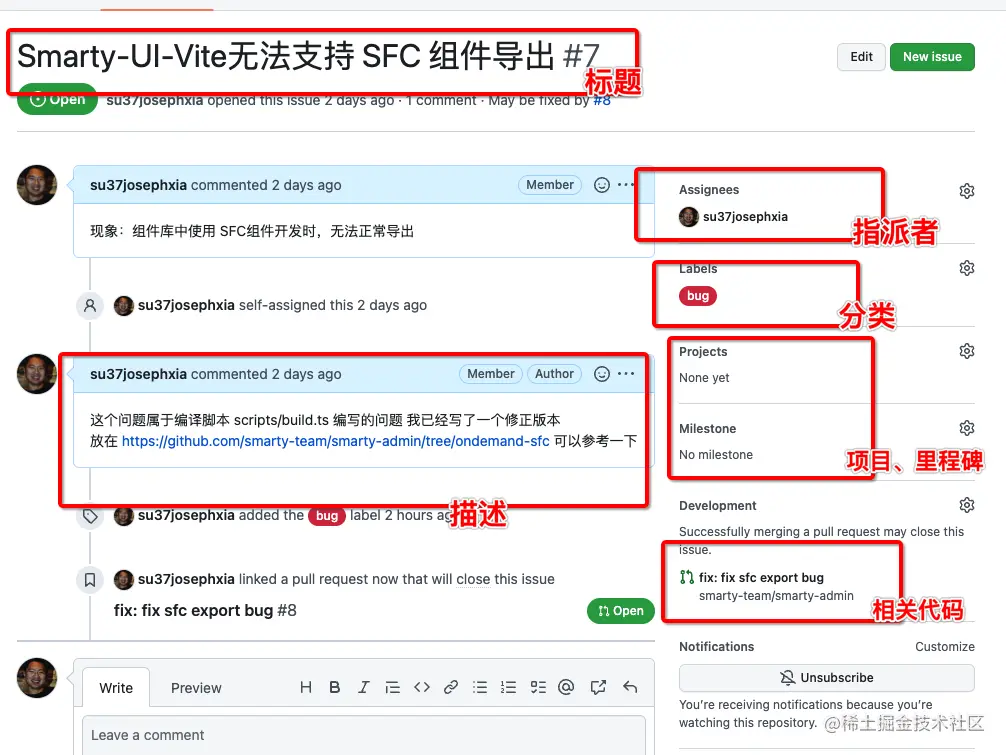 Smarty-UI-Vite无法支持 SFC 组件导出 #7
标题
Edit
New issue
Open
su37josephxia opened this issue 2 days ago · 1 comment · May be fixed by #8
su37josephxia commented 2 days ago
Member
现象：组件库中使用 SFC组件开发时，无法正常导出
su37josephxia self-assigned this 2 days ago
su37josephxia commented 2 days ago
Member
Author
这个问题属于编译脚本 scripts/build.ts 编写的问题 我已经写了一个修正版本
放在 https://github.com/smarty-team/smarty-admin/tree/ondemand-sfc 可以参考一下
描述
su37josephxia added the bug label 2 hours ag
su37josephxia linked a pull request now that will close this issue
fix: fix sfc export bug #8
Open
Write
Preview
Leave a comment
Assignees
su37josephxia
指派者
Labels
bug
分类
Projects
None yet
Milestone
No milestone
项目、里程碑
Development
Successfully merging a pull request may close this
issue.
fix: fix sfc export bug
smarty-team/smarty-admin
相关代码
Notifications
Customize
Unsubscribe
You’re receiving notifications because you’re
watching this repository.
@稀土掘金技术社区